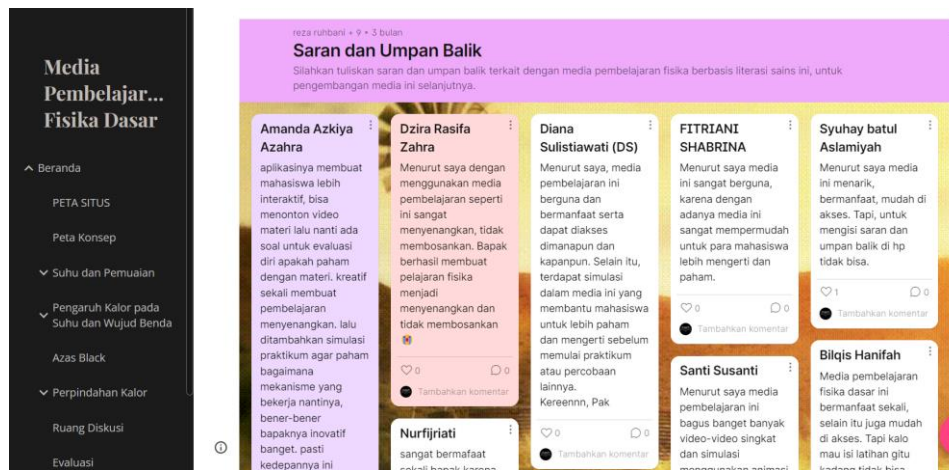 Media
Pembelajar...
Fisika Dasar
Beranda
PETA SITUS
Peta Konsep
Suhu dan Pemuaian
Pengaruh Kalor pada
Suhu dan Wujud Benda
Azas Black
Perpindahan Kalor
Ruang Diskusi
Evaluasi
reza ruhbani • 9 • 3 bulan
Saran dan Umpan Balik
Silahkan tuliskan saran dan umpan balik terkait dengan media pembelajaran fisika berbasis literasi sains ini, untuk
pengembangan media ini selanjutnya.
Amanda Azkiya
Azahra
aplikasinya membuat
mahasiswa lebih
interaktif, bisa
menonton video
materi lalu nanti ada
soal untuk evaluasi
diri apakah paham
dengan materi. kreatif
sekali membuat
pembelajaran
menyenangkan. lalu
ditambahkan simulasi
praktikum agar paham
bagaimana
mekanisme yang
bekerja nantinya,
bener-bener
bapaknya inovatif
banget. pasti
kedepannya ini
Dzira Rasifa
Zahra
Menurut saya dengan
menggunakan media
pembelajaran seperti
ini sangat
menyenangkan, tidak
membosankan. Bapak
berhasil membuat
pelajaran fisika
menjadi
menyenangkan dan
tidak membosankan
0 0
Tambahkan komentar
Nurfijriati
sangat bermafaat
sekali bapak karena
Diana
Sulistiawati (DS)
Menurut saya, media
pembelajaran ini
berguna dan
bermanfaat serta
dapat diakses
dimanapun dan
kapanpun. Selain itu,
terdapat simulasi
dalam media ini yang
membantu mahasiswa
untuk lebih paham
dan mengerti sebelum
memulai praktikum
atau percobaan
lainnya.
Kereennn, Pak
0 0
Tambahkan komentar
FITRIANI
SHABRINA
Menurut saya media
ini sangat berguna,
karena dengan
adanya media ini
sangat mempermudah
untuk para mahasiswa
lebih mengerti dan
paham.
0 0
Tambahkan komentar
Santi Susanti
Menurut saya media
pembelajaran ini
bagus banget banyak
video-video singkat
dan simulasi
menggunakan animasi
Syuhay batul
Aslamiyah
Menurut saya media
ini menarik,
bermanfaat, mudah di
akses. Tapi, untuk
mengisi saran dan
umpan balik di hp
tidak bisa.
1 0
Tambahkan komentar
Bilqis Hanifah
Media pembelajaran
fisika dasar ini
bermanfaat sekali,
selain itu juga mudah
di akses. Tapi kalo
mau isi latihan gitu
kadang tidak bisa